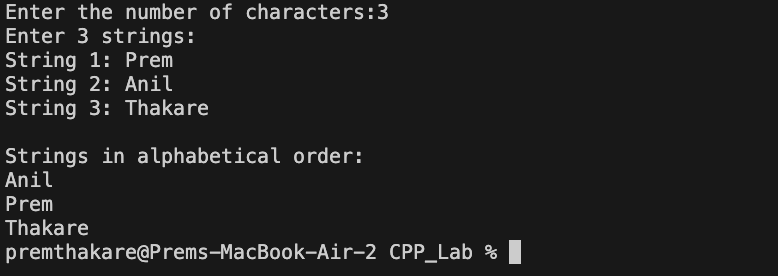 Enter the number of characters:3
Enter 3 strings:
String 1: Prem
String 2: Anil
String 3: Thakare
Strings in alphabetical order:
Anil
Prem
Thakare
premthakare@Prems-MacBook-Air-2 CPP_Lab %